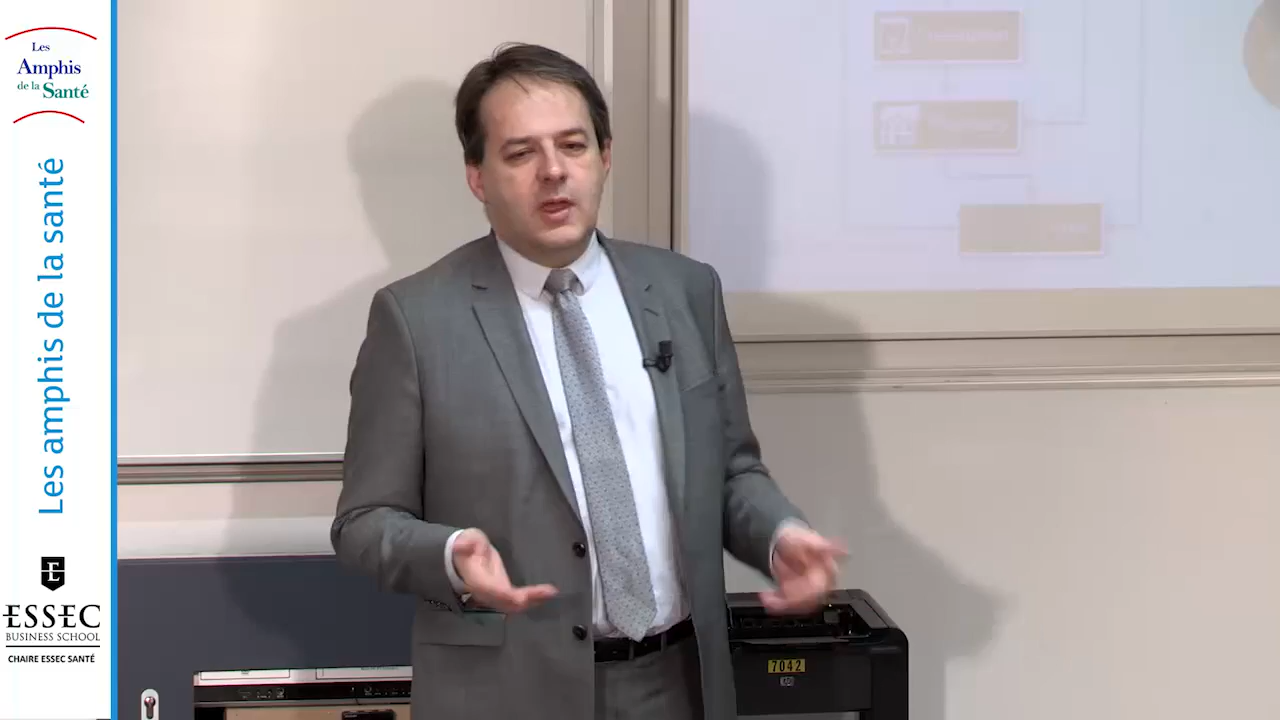 Les
Amphis
de la Santé
Les amphis de la santé
E
ESSEC
BUSINESS SCHOOL
CHAIRE ESSEC SANTÉ
7042